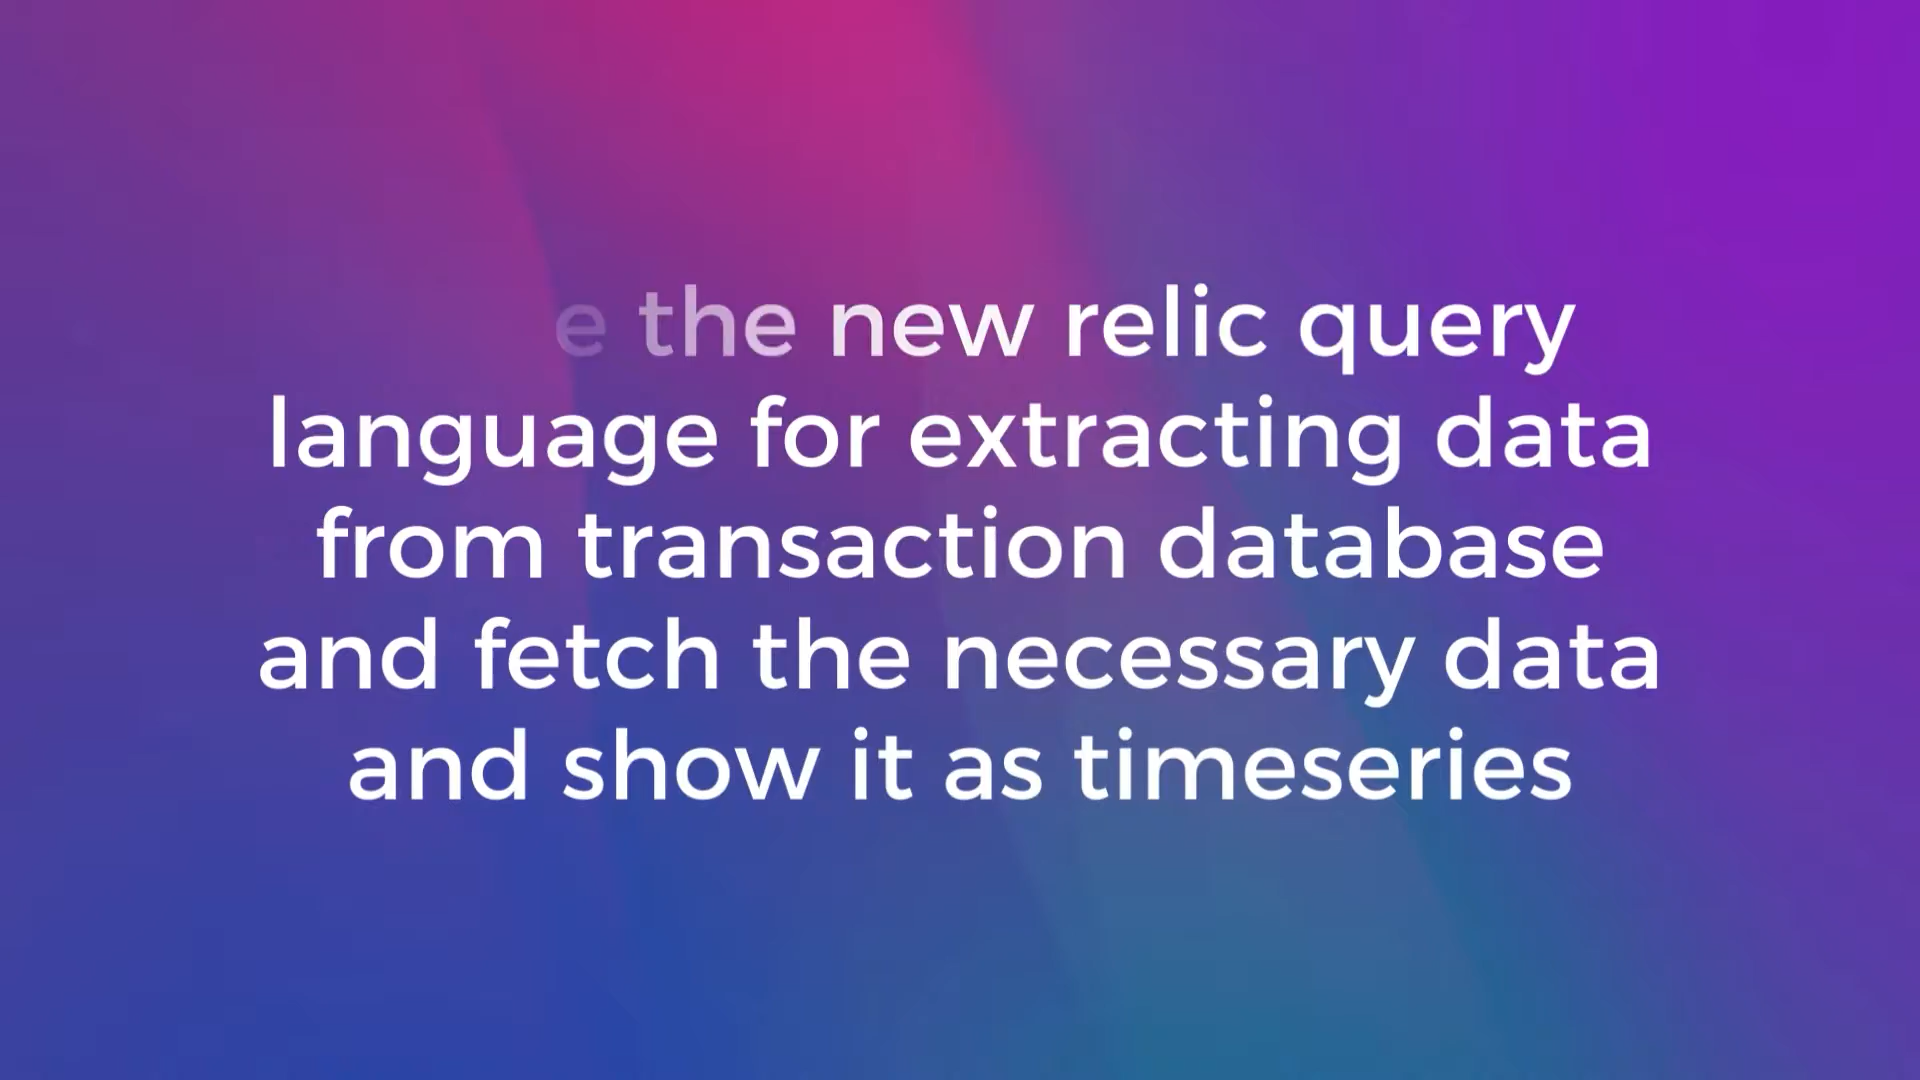 the new relic query
language for extracting data
from transaction database
and fetch the necessary data
and show it as timeseries